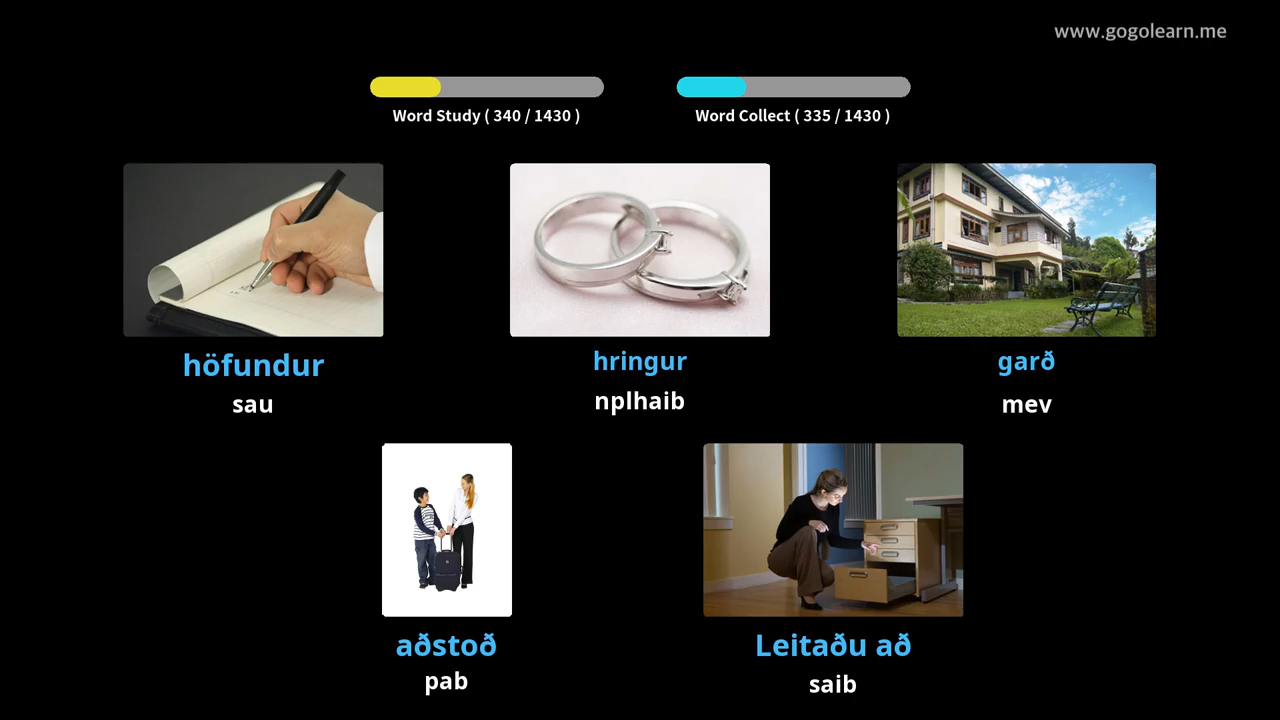 www.gogolearn.me
Word Study ( 340 / 1430 )
Word Collect ( 335 / 1430 )
höfundur
hringur
garð
sau
nplhaib
mev
aðstoð
Leitaðu að
pab
saib